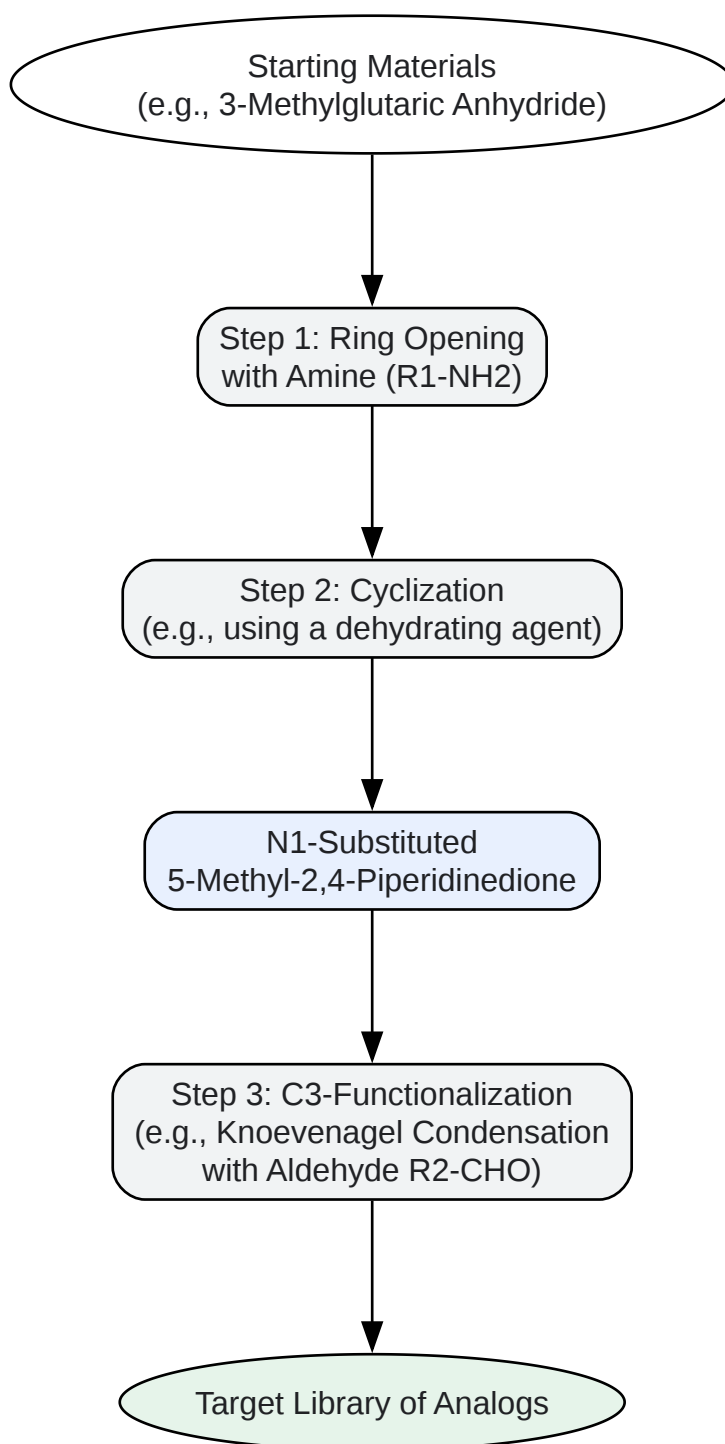 Starting Materials
(e.g., 3-Methylglutaric Anhydride)
Step 1: Ring Opening
with Amine (R1-NH2)
Step 2: Cyclization
(e.g., using a dehydrating agent)
N1-Substituted
5-Methyl-2,4-Piperidinedione
Step 3: C3-Functionalization
(e.g., Knoevenagel Condensation
with Aldehyde R2-CHO)
Target Library of Analogs